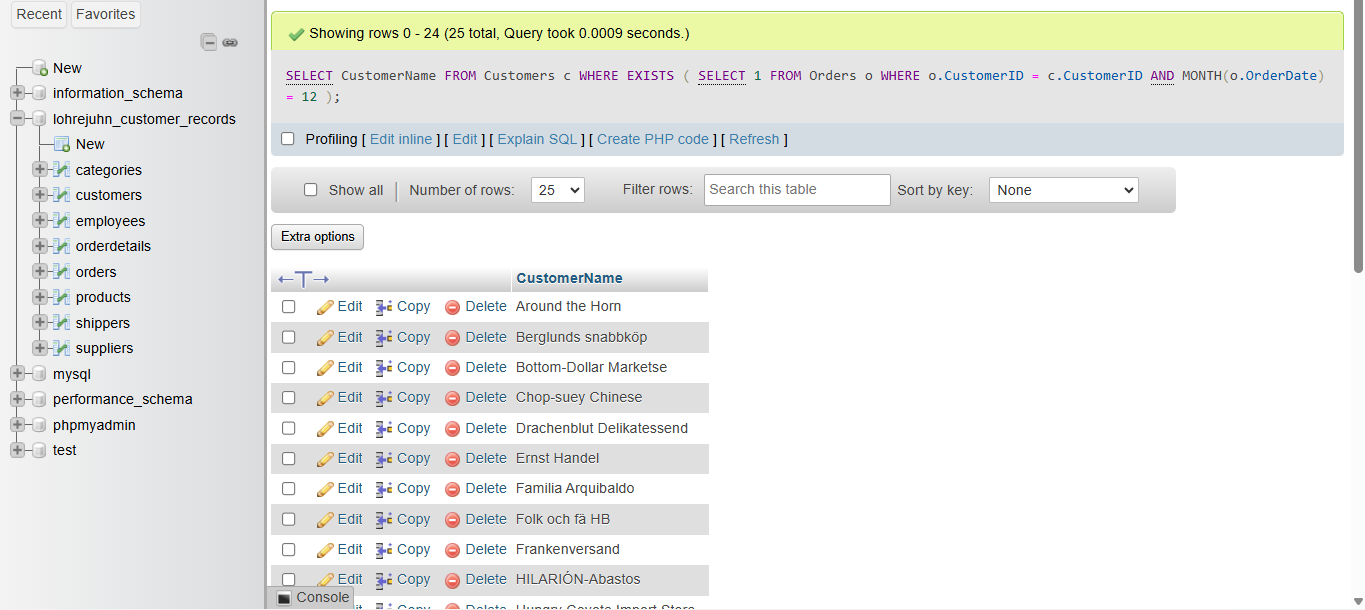 Recent Favorites
New
information_schema
lohrejuhn_customer_records
New
categories
customers
employees
orderdetails
orders
products
shippers
suppliers
mysql
performance_schema
phpmyadmin
test
Showing rows 0 - 24 (25 total, Query took 0.0009 seconds.)
SELECT CustomerName FROM Customers c WHERE EXISTS ( SELECT 1 FROM Orders o WHERE o.CustomerID = c.CustomerID AND MONTH(o.OrderDate)
= 12 );
Profiling [ Edit inline ] [ Edit ] [ Explain SQL ] [ Create PHP code ] [ Refresh ]
Show all Number of rows: 25 Filter rows: Search this table Sort by key: None
Extra options
CustomerName
Edit Copy Delete Around the Horn
Edit Copy Delete Berglunds snabbköp
Edit Copy Delete Bottom-Dollar Marketse
Edit Copy Delete Chop-suey Chinese
Edit Copy Delete Drachenblut Delikatessend
Edit Copy Delete Ernst Handel
Edit Copy Delete Familia Arquibaldo
Edit Copy Delete Folk och fä HB
Edit Copy Delete Frankenversand
Edit Copy Delete HILARIÓN-Abastos
Console Copy Delete Hungry Coyote Import Store